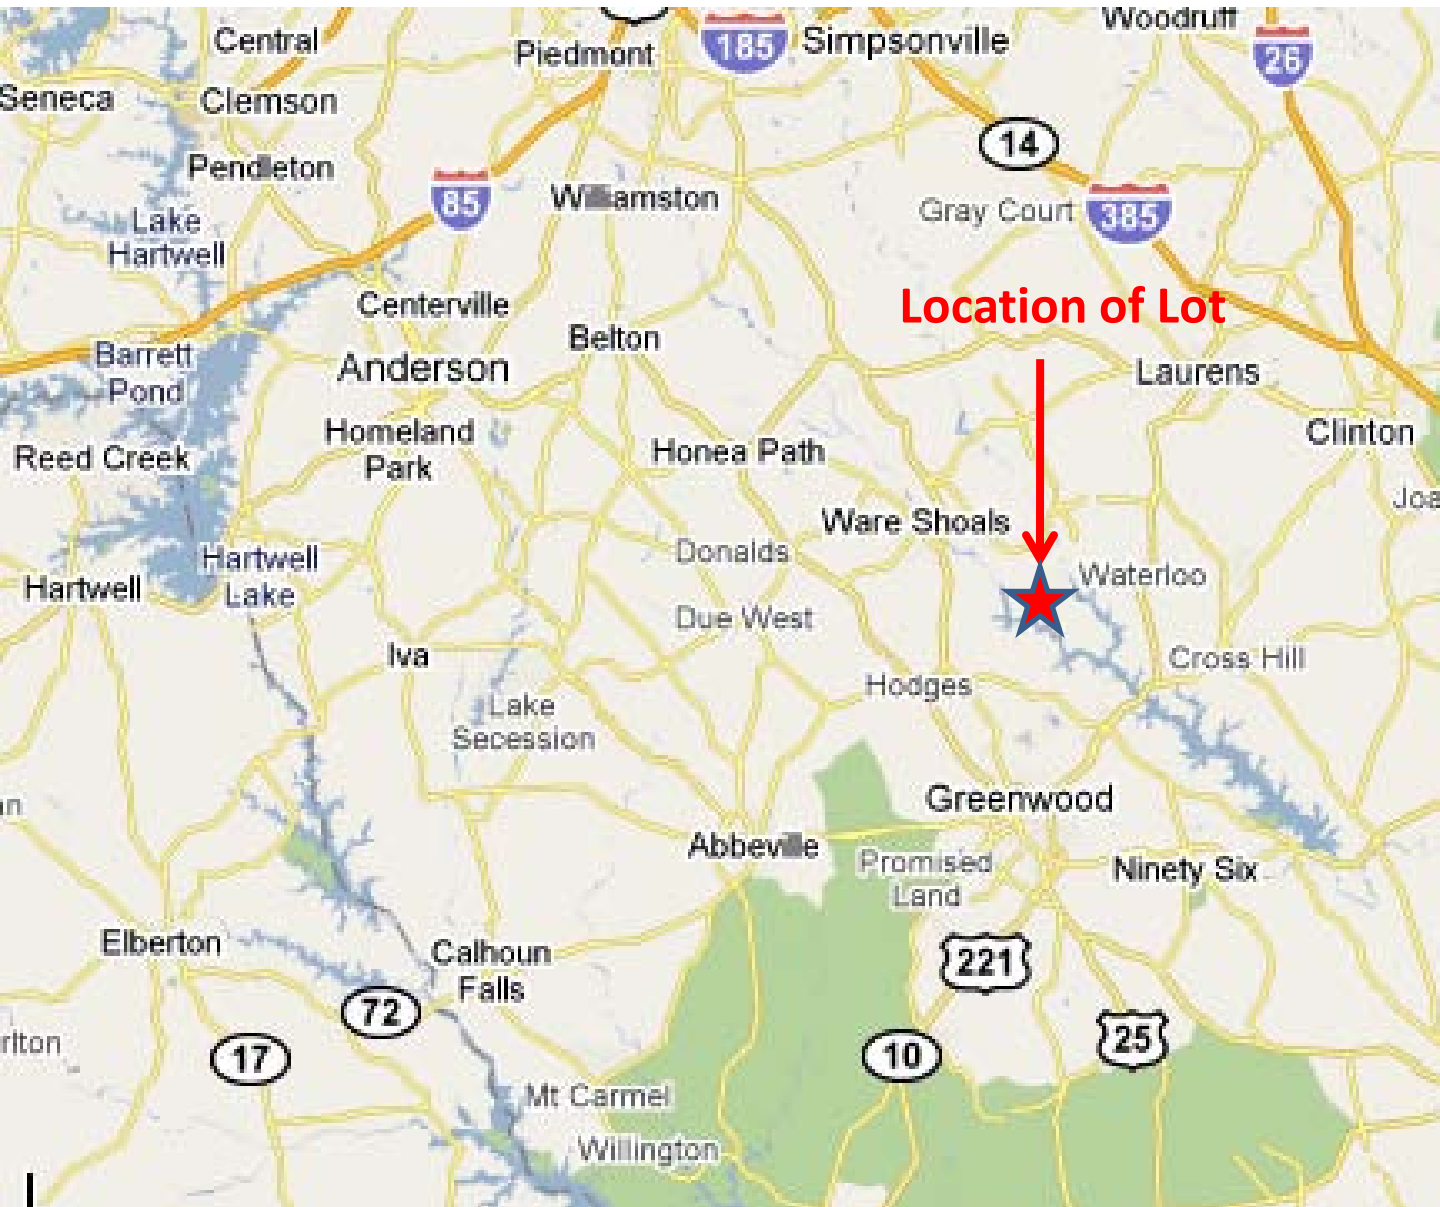 Woodruff
Central
Piedmont
185
Simpsonville
26
Seneca
Clemson
14
Pendleton
85
Williamston
Gray Court
385
Lake
Hartwell
Centerville
Location of Lot
Belton
Barrett
Pond
Anderson
Laurens
Homeland
Park
Clinton
Reed Creek
Honea Path
Joa
Ware Shoals
Hartwell
Lake
Donalds
Waterloo
Hartwell
Due West
Iva
Cross Hill
Hodges
Lake
Secession
an
Greenwood
Abbeville
Promised
Land
Ninety Six
Elberton
Calhoun
Falls
221
72
25
rlton
17
10
Mt Carmel
Willington